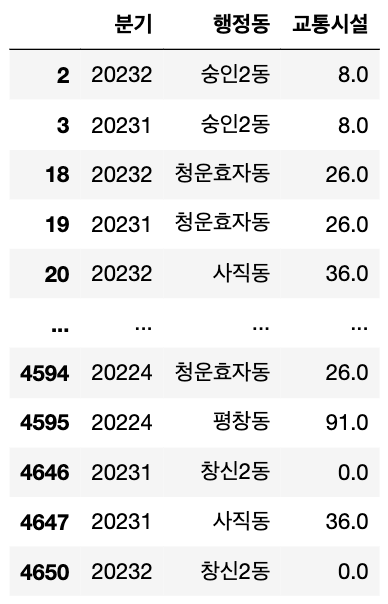 분기 행정동 교통시설
2 20232 숭인2동 8.0
3 20231 숭인2동 8.0
18 20232 청운효자동 26.0
19 20231 청운효자동 26.0
20 20232 사직동 36.0
... ... ... ...
4594 20224 청운효자동 26.0
4595 20224 평창동 91.0
4646 20231 창신2동 0.0
4647 20231 사직동 36.0
4650 20232 창신2동 0.0